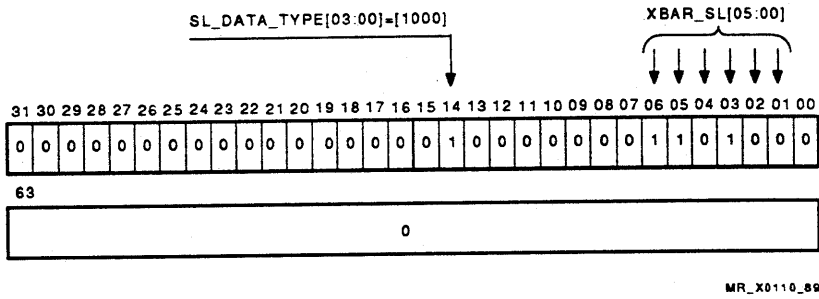 SL_DATA_TYPE[03:00]=[1000] XBAR_SL[05:00]
31 30 29 28 27 26 25 24 23 22 21 20 19 18 17 16 15 14 13 12 11 10 09 08 07 06 05 04 03 02 01 00
0 0 0 0 0 0 0 0 0 0 0 0 0 0 0 0 0 1 0 0 0 0 0 0 0 1 1 0 1 0 0 0
63
0
MR_X0110_89